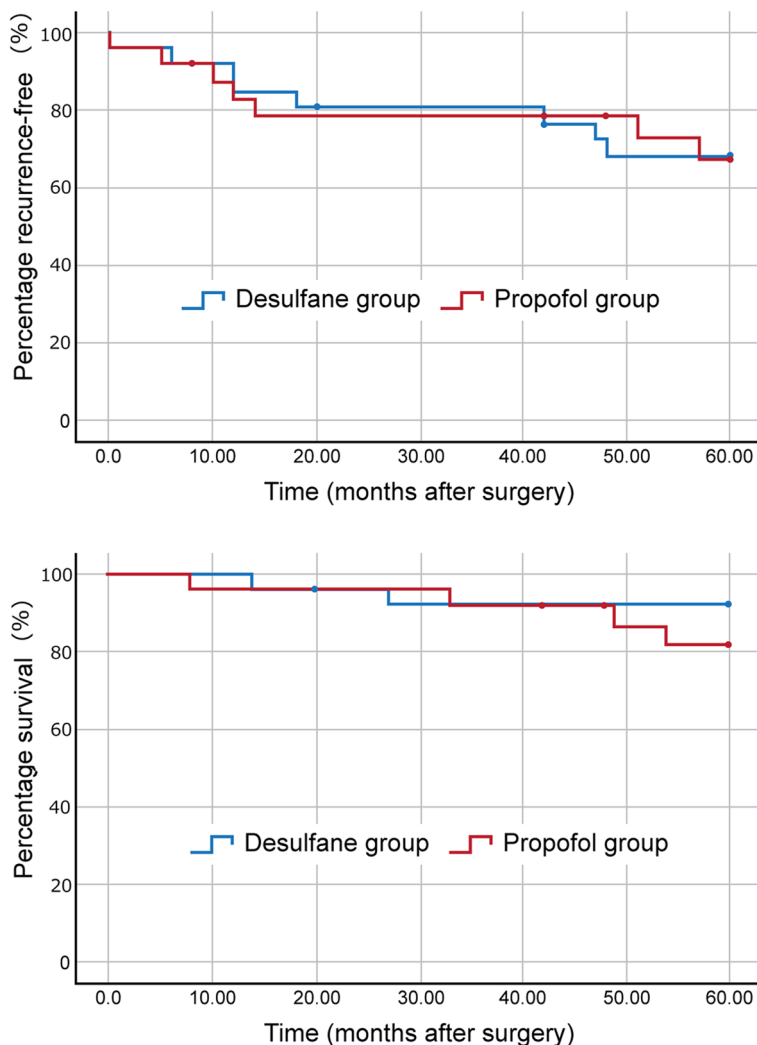 Percentage recurrence-free (%)
100
80
60
40
20
0
Desulfane group
Propofol group
0.0 10.00 20.00 30.00 40.00 50.00 60.00
Time (months after surgery)
Percentage survival (%)
100
80
60
40
20
0
Desulfane group
Propofol group
0.0 10.00 20.00 30.00 40.00 50.00 60.00
Time (months after surgery)